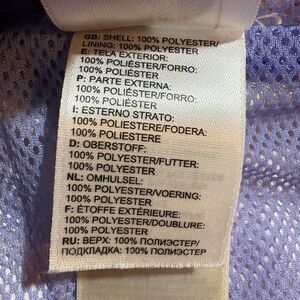 GB: SHELL: 100% POLYESTER/
LINING: 100% POLYESTER
E: TELA EXTERIOR:
100% POLIÉSTER/FORRO:
100% POLIÉSTER
P: PARTE EXTERNA:
100% POLIÉSTER/FORRO:
100% POLIÉSTER
I: ESTERNO STRATO:
100% POLIESTERE/FODERA:
100% POLIESTERE
D: OBERSTOFF:
100% POLYESTER/FUTTER:
100% POLYESTER
NL: OMHULSEL:
100% POLYESTER/VOERING:
100% POLYESTER
F: ÉTOFFE EXTÉRIEURE:
100% POLYESTER/DOUBLURE:
100% POLYESTER
RU: ВЕРХ: 100% ПОЛИЭСТЕР/
ПОДКЛАДКА: 100% ПОЛИЭСТЕР